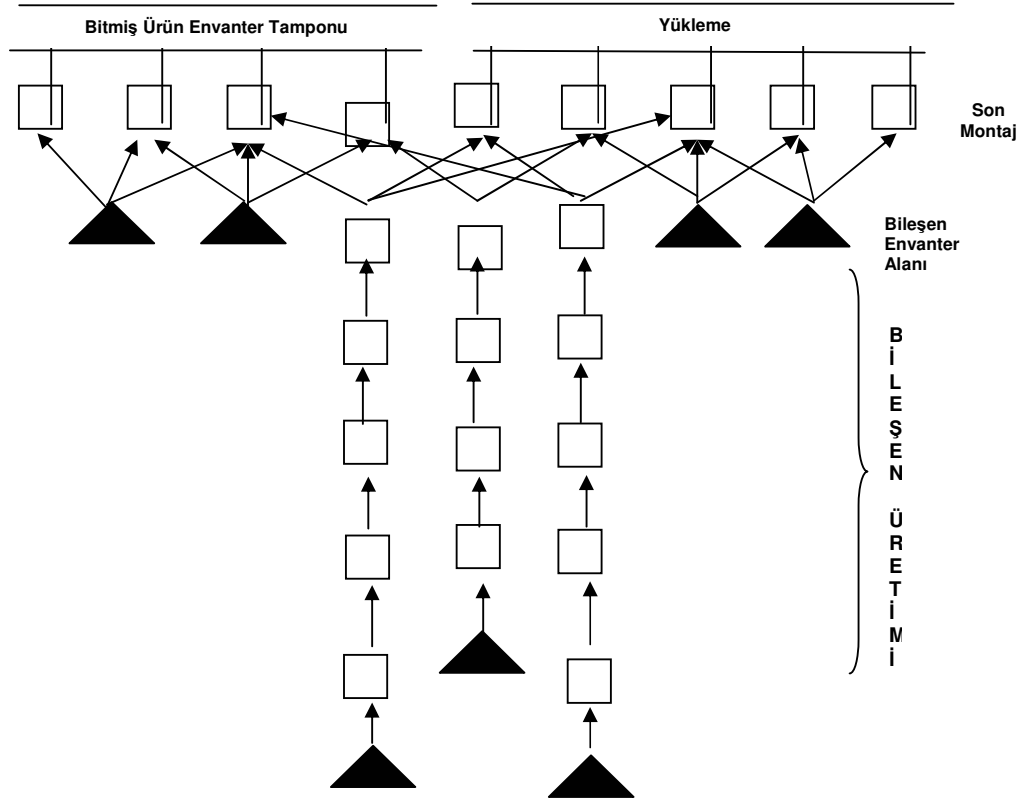 Bitmiş Ürün Envanter Tamponu
Yükleme
Son
Montaj
Bileşen
Envanter
Alanı
B
İ
L
E
Ş
E
N
Ü
R
E
T
İ
M
İ